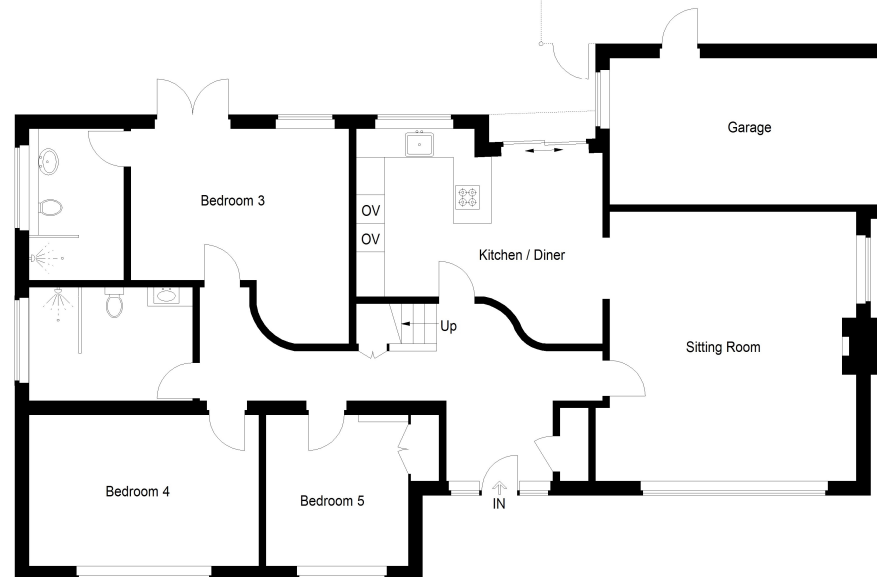 Garage
Bedroom 3
OV
OV
Kitchen / Diner
Up
Sitting Room
Bedroom 4
Bedroom 5
IN